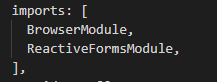 imports: [
BrowserModule,
ReactiveFormsModule,
],